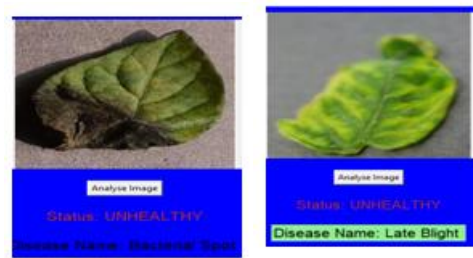 Analyse Image
Status: UNHEALTHY
Disease Name: Bacterial Spot
Analyse Image
Status: UNHEALTHY
Disease Name: Late Blight